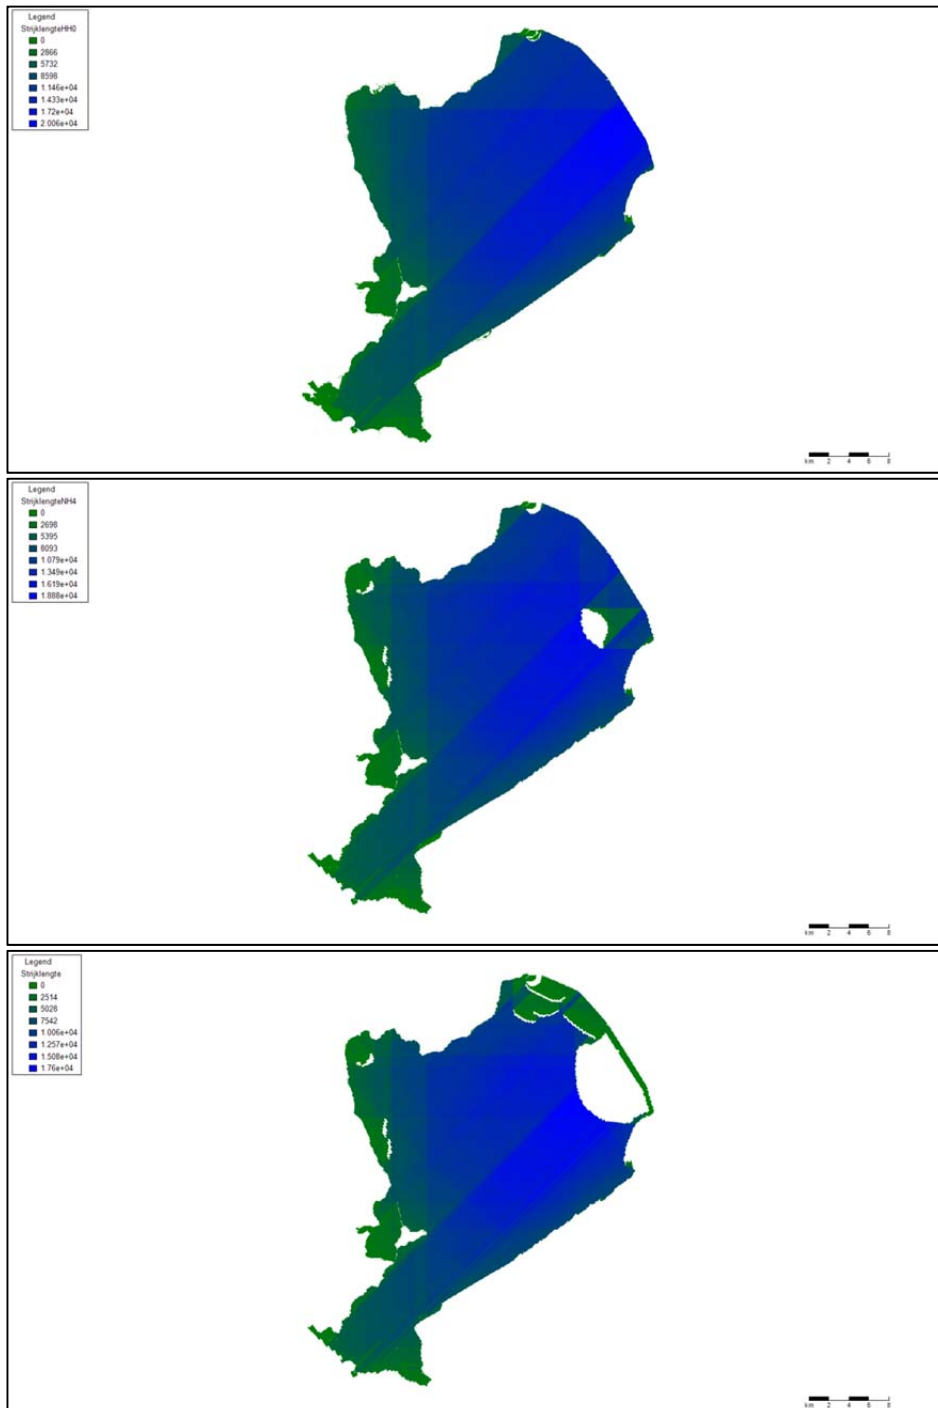 Legend
StrijklengteHH0
0
2866
5732
8598
1.146e+04
1.433e+04
1.72e+04
2.006e+04
km 2 4 6 8
Legend
StrijklengteNH4
0
2698
5395
8093
1.079e+04
1.349e+04
1.619e+04
1.888e+04
km 2 4 6 8
Legend
Strijklengte
0
2514
5028
7542
1.006e+04
1.257e+04
1.508e+04
1.76e+04
km 2 4 6 8